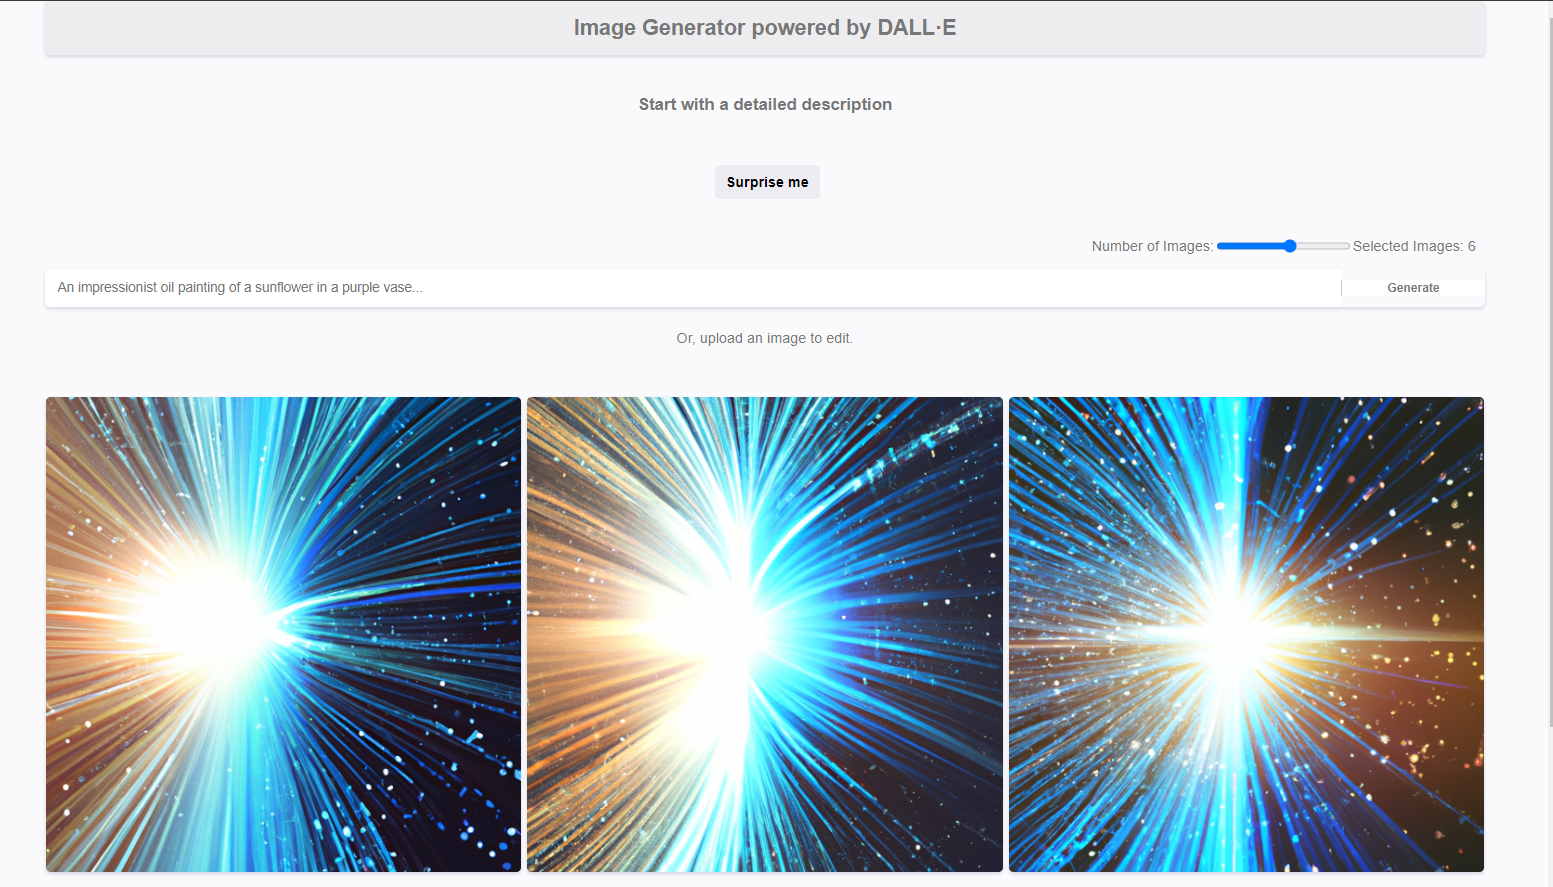 Image Generator powered by DALL·E
Start with a detailed description
Surprise me
Number of Images: Selected Images: 6
An impressionist oil painting of a sunflower in a purple vase... Generate
Or, upload an image to edit.